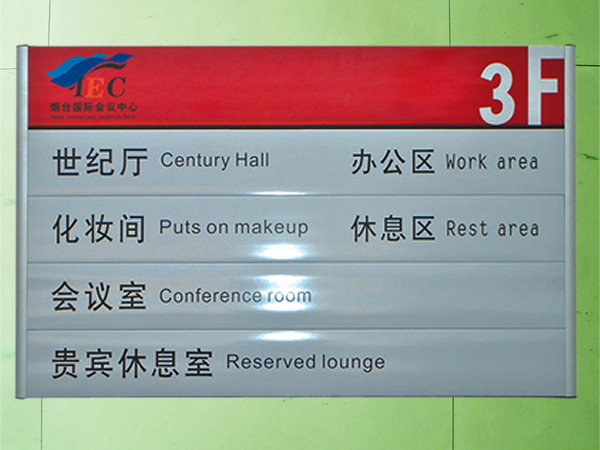 YEC
烟台国际会议中心
3F
世纪厅 Century Hall 办公区 Work area
化妆间 Puts on makeup 休息区 Rest area
会议室 Conference room
贵宾休息室 Reserved lounge